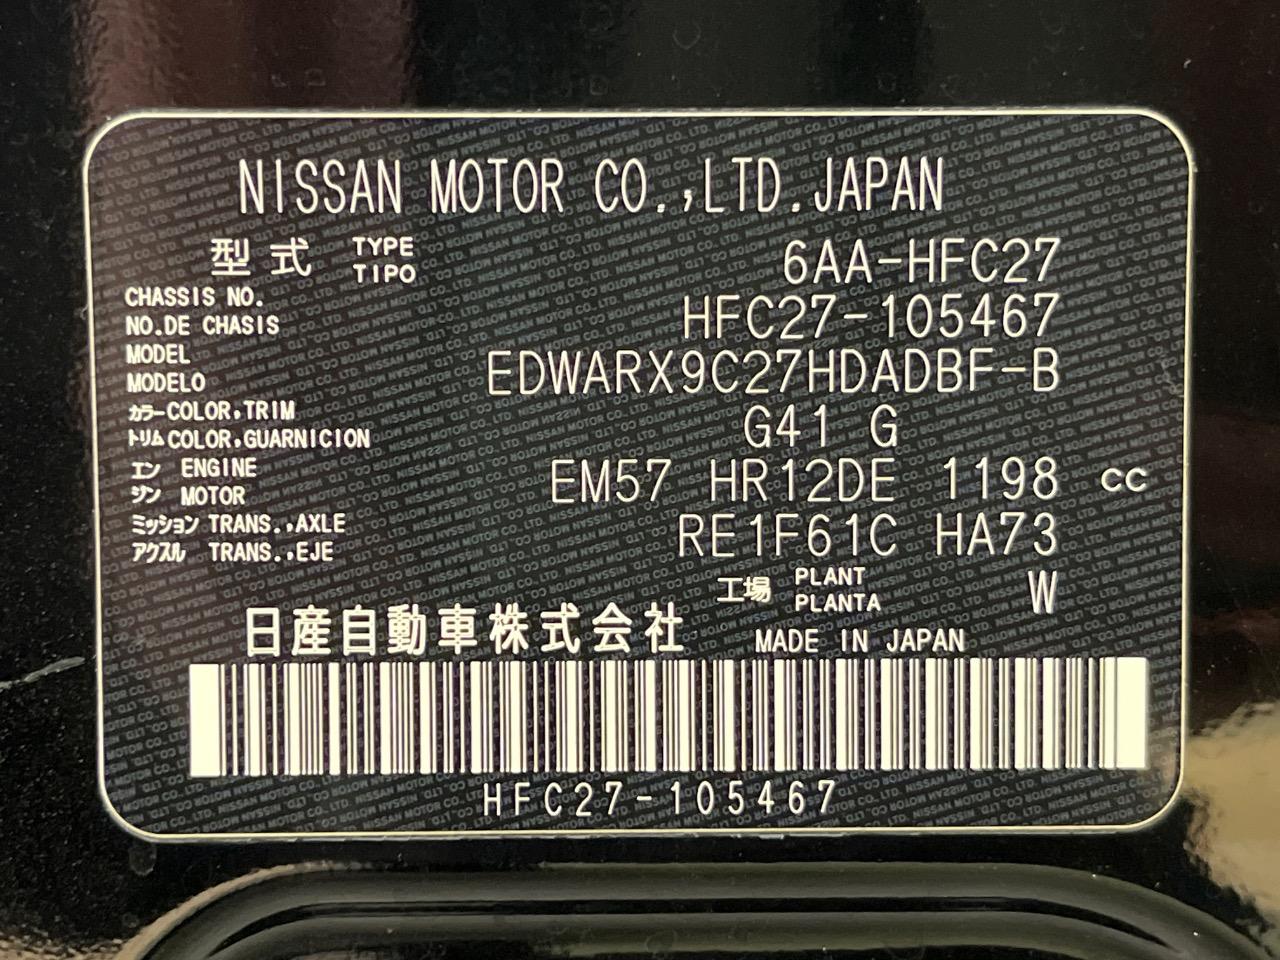 NISSAN MOTOR CO.,LTD.JAPAN
型式 TYPE TIPO 6AA-HFC27
CHASSIS NO.
NO.DE CHASIS HFC27-105467
MODEL
MODELO EDWARX9C27HDADBF-B
カラー COLOR,TRIM
トリム COLOR,GUARNICION G41 G
エン ENGINE
ジン MOTOR EM57 HR12DE 1198 cc
ミッション TRANS.,AXLE
アクスル TRANS.,EJE RE1F61C HA73
工場 PLANT PLANTA W
日産自動車株式会社 MADE IN JAPAN
HFC27-105467